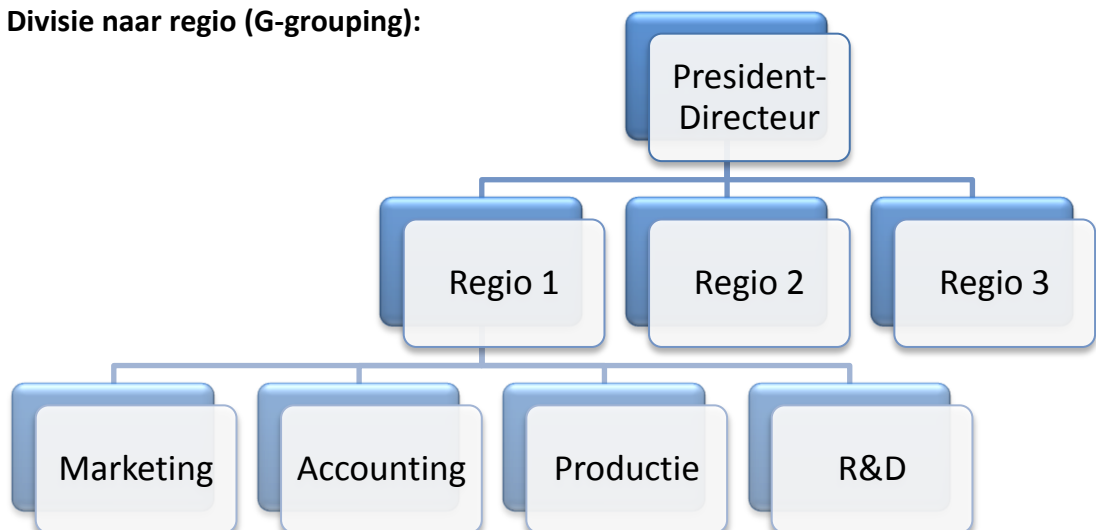 Divisie naar regio (G-grouping):
President-
Directeur
Regio 1
Regio 2
Regio 3
Marketing
Accounting
Productie
R&D